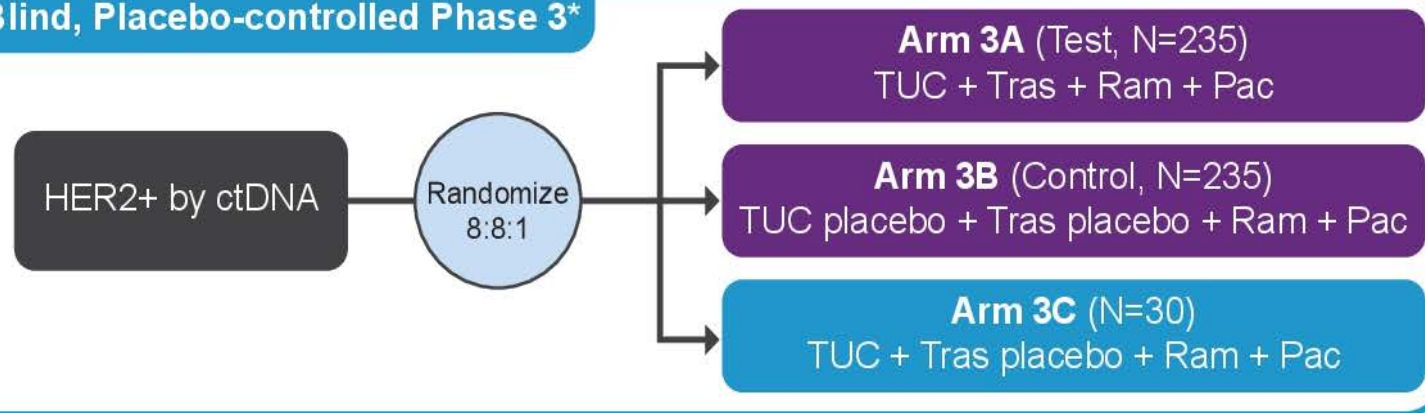 Blind, Placebo-controlled Phase 3*
HER2+ by ctDNA
Randomize
8:8:1
Arm 3A (Test, N=235)
TUC + Tras + Ram + Pac
Arm 3B (Control, N=235)
TUC placebo + Tras placebo + Ram + Pac
Arm 3C (N=30)
TUC + Tras placebo + Ram + Pac